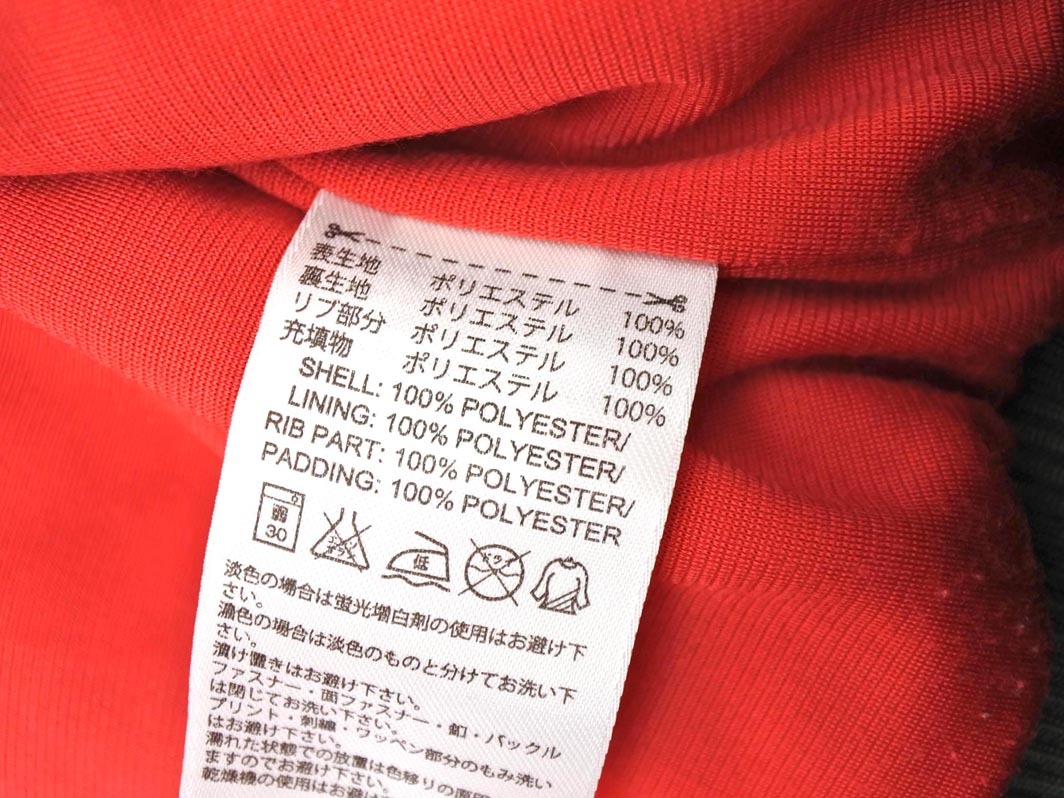 表生地 ポリエステル 100%
裏生地 ポリエステル 100%
リブ部分 ポリエステル 100%
充填物 ポリエステル 100%
SHELL: 100% POLYESTER/
LINING: 100% POLYESTER/
RIB PART: 100% POLYESTER/
PADDING: 100% POLYESTER
弱 30 エンソ サラシ 低 ドライ
淡色の場合は蛍光増白剤の使用はお避け下
さい。
濃色の場合は淡色のものと分けてお洗い下
さい。
漬け置きはお避け下さい。
ファスナー・面ファスナー・釦・バックル
は閉じてお洗い下さい。
プリント・刺繍・ワッペン部分のもみ洗い
はお避け下さい。
濡れた状態での放置は色移りの原因
ますのでお避け下さい。
乾燥機の使用はお避け